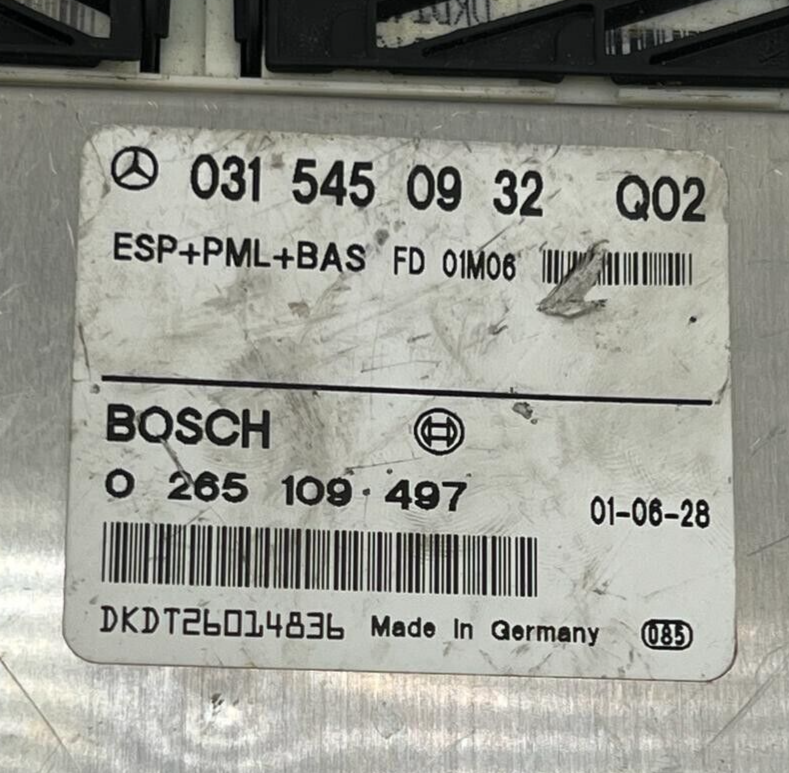 031 545 09 32 Q02
ESP+PML+BAS FD 01M06
BOSCH
0 265 109 497 01-06-28
DKDT26014836 Made in Germany 085